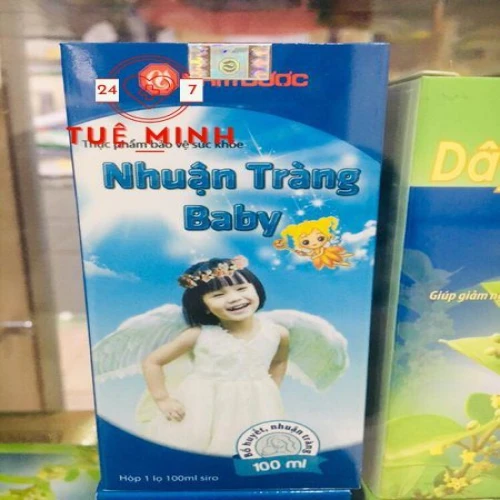 24 7
TUỆ MINH
Thực phẩm bảo vệ sức khỏe
Nhuận Tràng
Baby
Bổ huyết, nhuận tràng
100 ml
Hộp 1 lọ 100ml siro
Dâ
Giúp giảm n